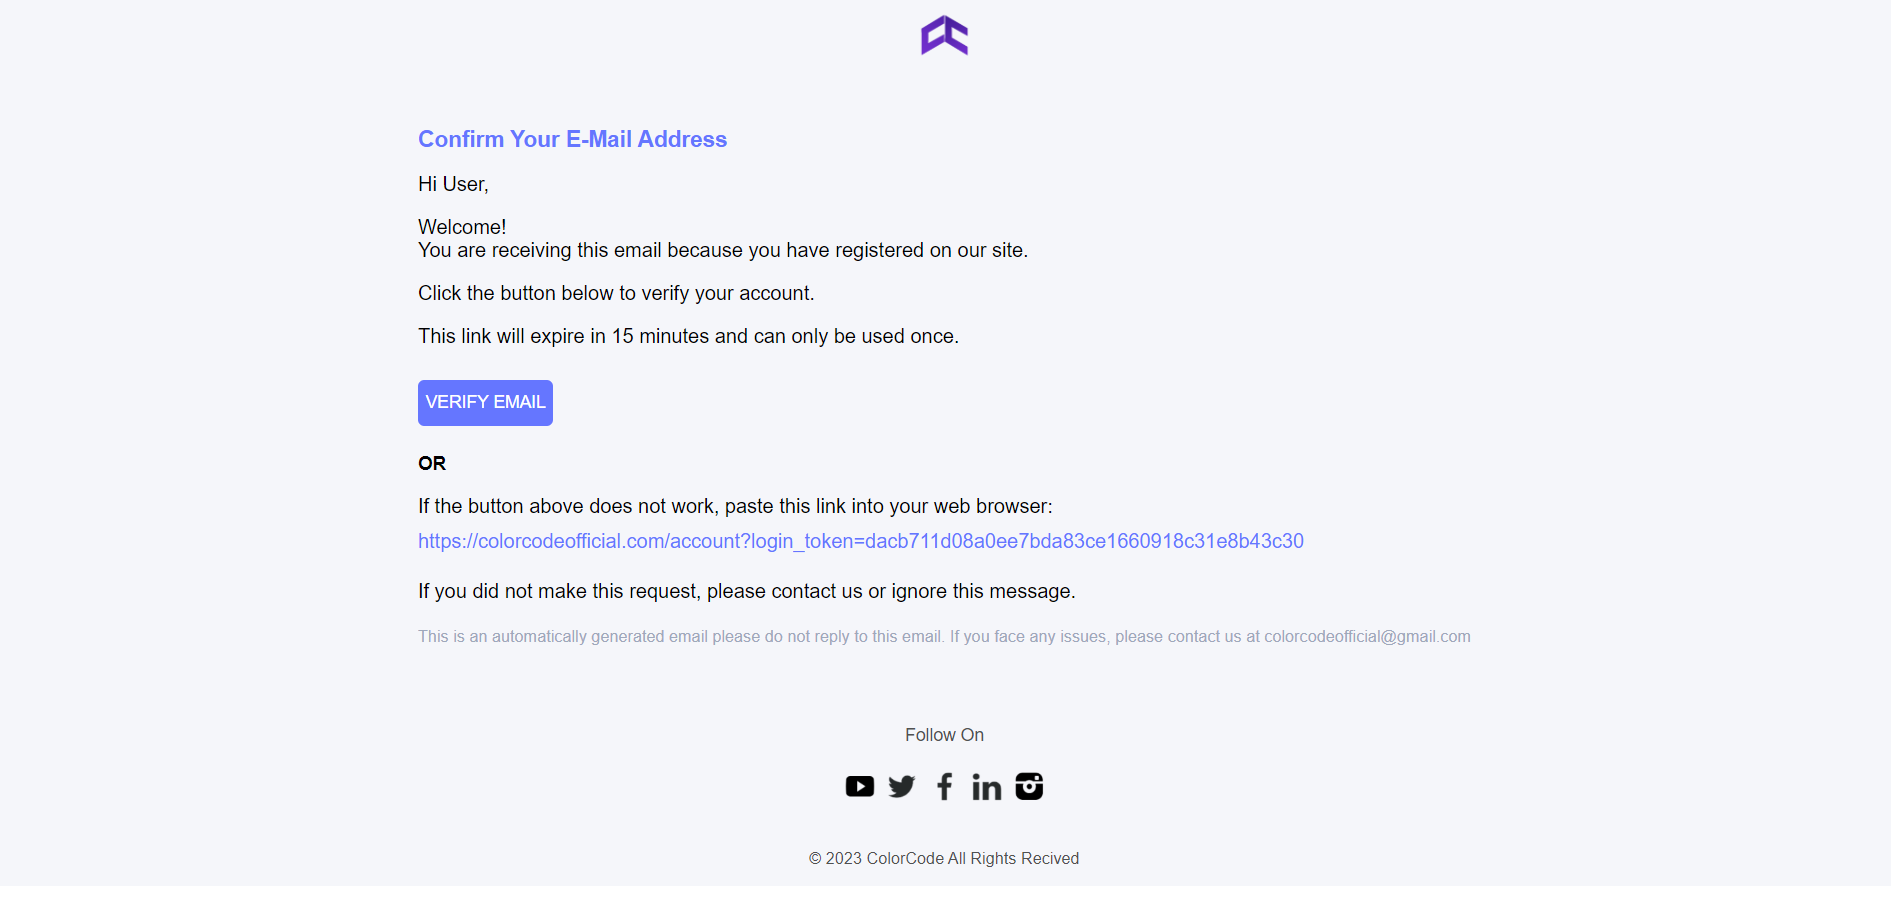 Confirm Your E-Mail Address
Hi User,
Welcome!
You are receiving this email because you have registered on our site.
Click the button below to verify your account.
This link will expire in 15 minutes and can only be used once.
VERIFY EMAIL
OR
If the button above does not work, paste this link into your web browser:
https://colorcodeofficial.com/account?login_token=dacb711d08a0ee7bda83ce1660918c31e8b43c30
If you did not make this request, please contact us or ignore this message.
This is an automatically generated email please do not reply to this email. If you face any issues, please contact us at colorcodeofficial@gmail.com
Follow On
© 2023 ColorCode All Rights Recived